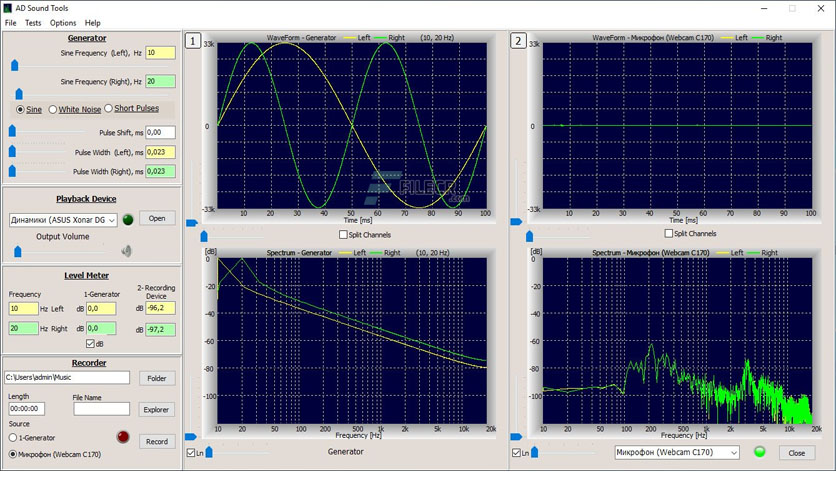 AD Sound Tools
File Tests Options Help
Generator
Sine Frequency (Left), Hz 10
Sine Frequency (Right), Hz 20
Sine White Noise Short Pulses
Pulse Shift, ms 0,00
Pulse Width (Left), ms 0,023
Pulse Width (Right), ms 0,023
Playback Device
Динамики (ASUS Xonar DG Open
Output Volume
Level Meter
Frequency 1-Generator 2- Recording Device
10 Hz Left dB 0,0 dB -96,2
20 Hz Right dB 0,0 dB -97,2
dB
Recorder
C:\Users\admin\Music Folder
Length File Name
00:00:00 Explorer
Source
1-Generator
Record
Микрофон (Webcam C170)
1
WaveForm - Generator Left Right (10, 20 Hz)
33k
0
-33k
10 20 30 40 50 60 70 80 90 100
Time [ms]
FILECR
.com
Split Channels
[dB] Spectrum - Generator Left Right (10, 20 Hz)
0
-20
-40
-60
-80
-100
10 20 50 100 200 500 1k 2k 5k 10k 20k
Frequency [Hz]
Ln Generator
2
WaveForm - Микрофон (Webcam C170) Left Right
33k
0
-33k
10 20 30 40 50 60 70 80 90 100
Time [ms]
Split Channels
[dB] Spectrum - Микрофон (Webcam C170) Left Right
0
-20
-40
-60
-80
-100
10 20 50 100 200 500 1k 2k 5k 10k 20k
Frequency [Hz]
Ln Микрофон (Webcam C170) Close